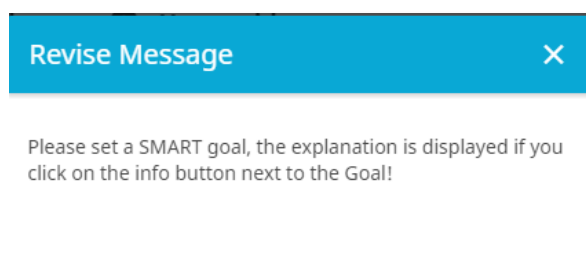 Revise Message
Please set a SMART goal, the explanation is displayed if you
click on the info button next to the Goal!